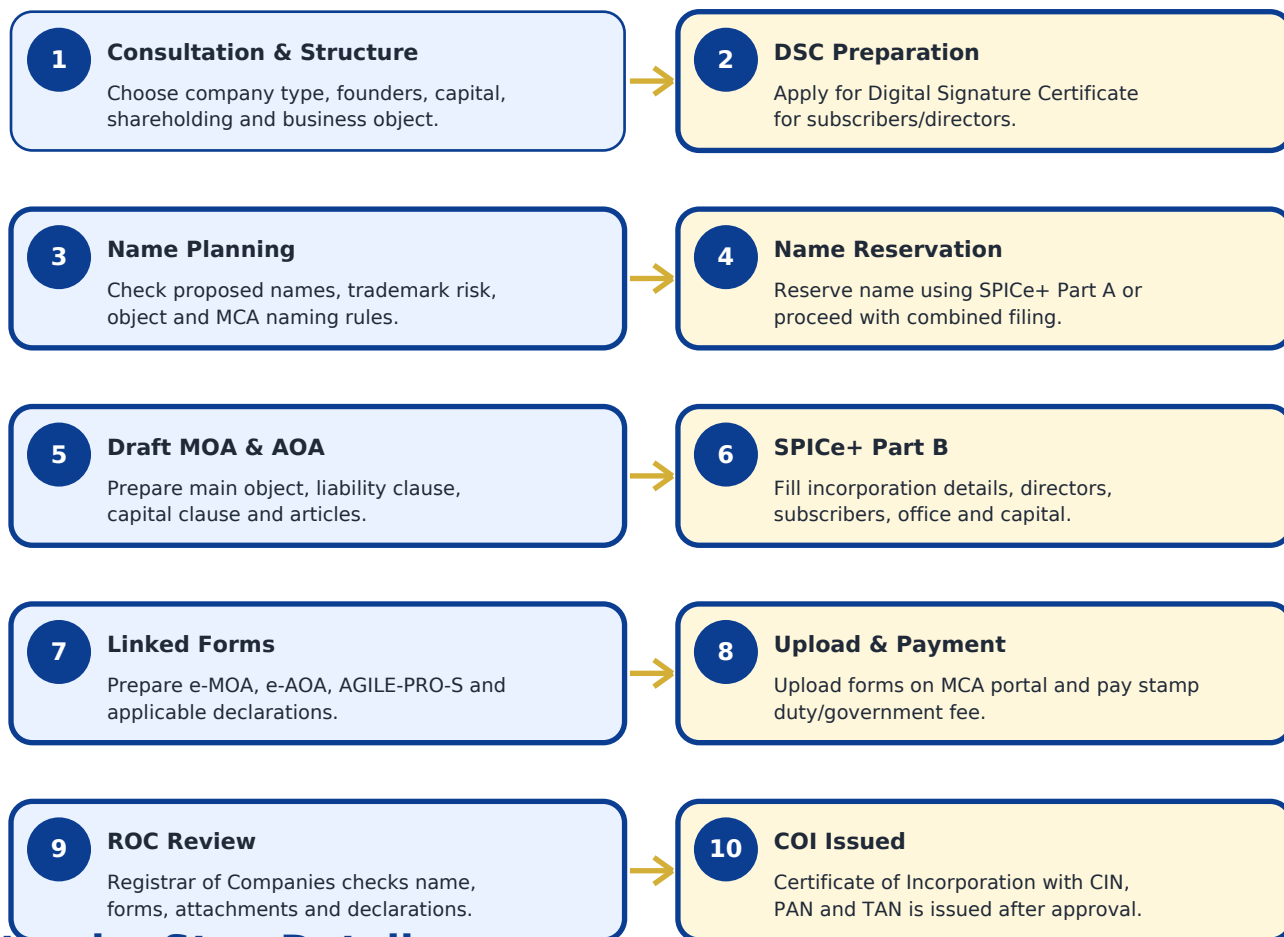 1
Consultation & Structure
Choose company type, founders, capital,
shareholding and business object.
2
DSC Preparation
Apply for Digital Signature Certificate
for subscribers/directors.
3
Name Planning
Check proposed names, trademark risk,
object and MCA naming rules.
4
Name Reservation
Reserve name using SPICe+ Part A or
proceed with combined filing.
5
Draft MOA & AOA
Prepare main object, liability clause,
capital clause and articles.
6
SPICe+ Part B
Fill incorporation details, directors,
subscribers, office and capital.
7
Linked Forms
Prepare e-MOA, e-AOA, AGILE-PRO-S and
applicable declarations.
8
Upload & Payment
Upload forms on MCA portal and pay stamp
duty/government fee.
9
ROC Review
Registrar of Companies checks name,
forms, attachments and declarations.
10
COI Issued
Certificate of Incorporation with CIN,
PAN and TAN is issued after approval.